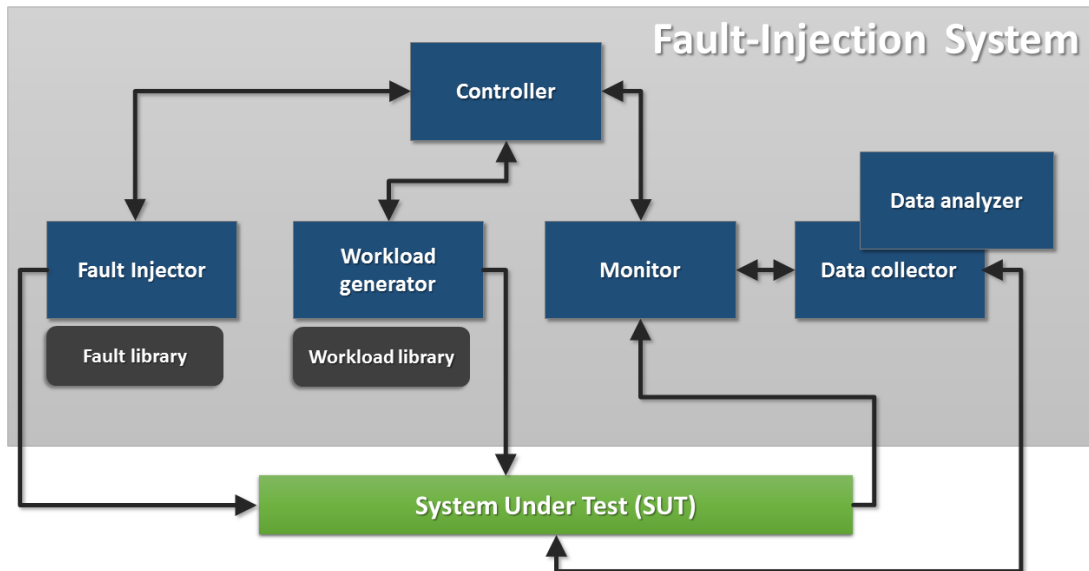 Fault-Injection System
Controller
Data analyzer
Fault Injector
Workload
generator
Monitor
Data collector
Fault library
Workload library
System Under Test (SUT)